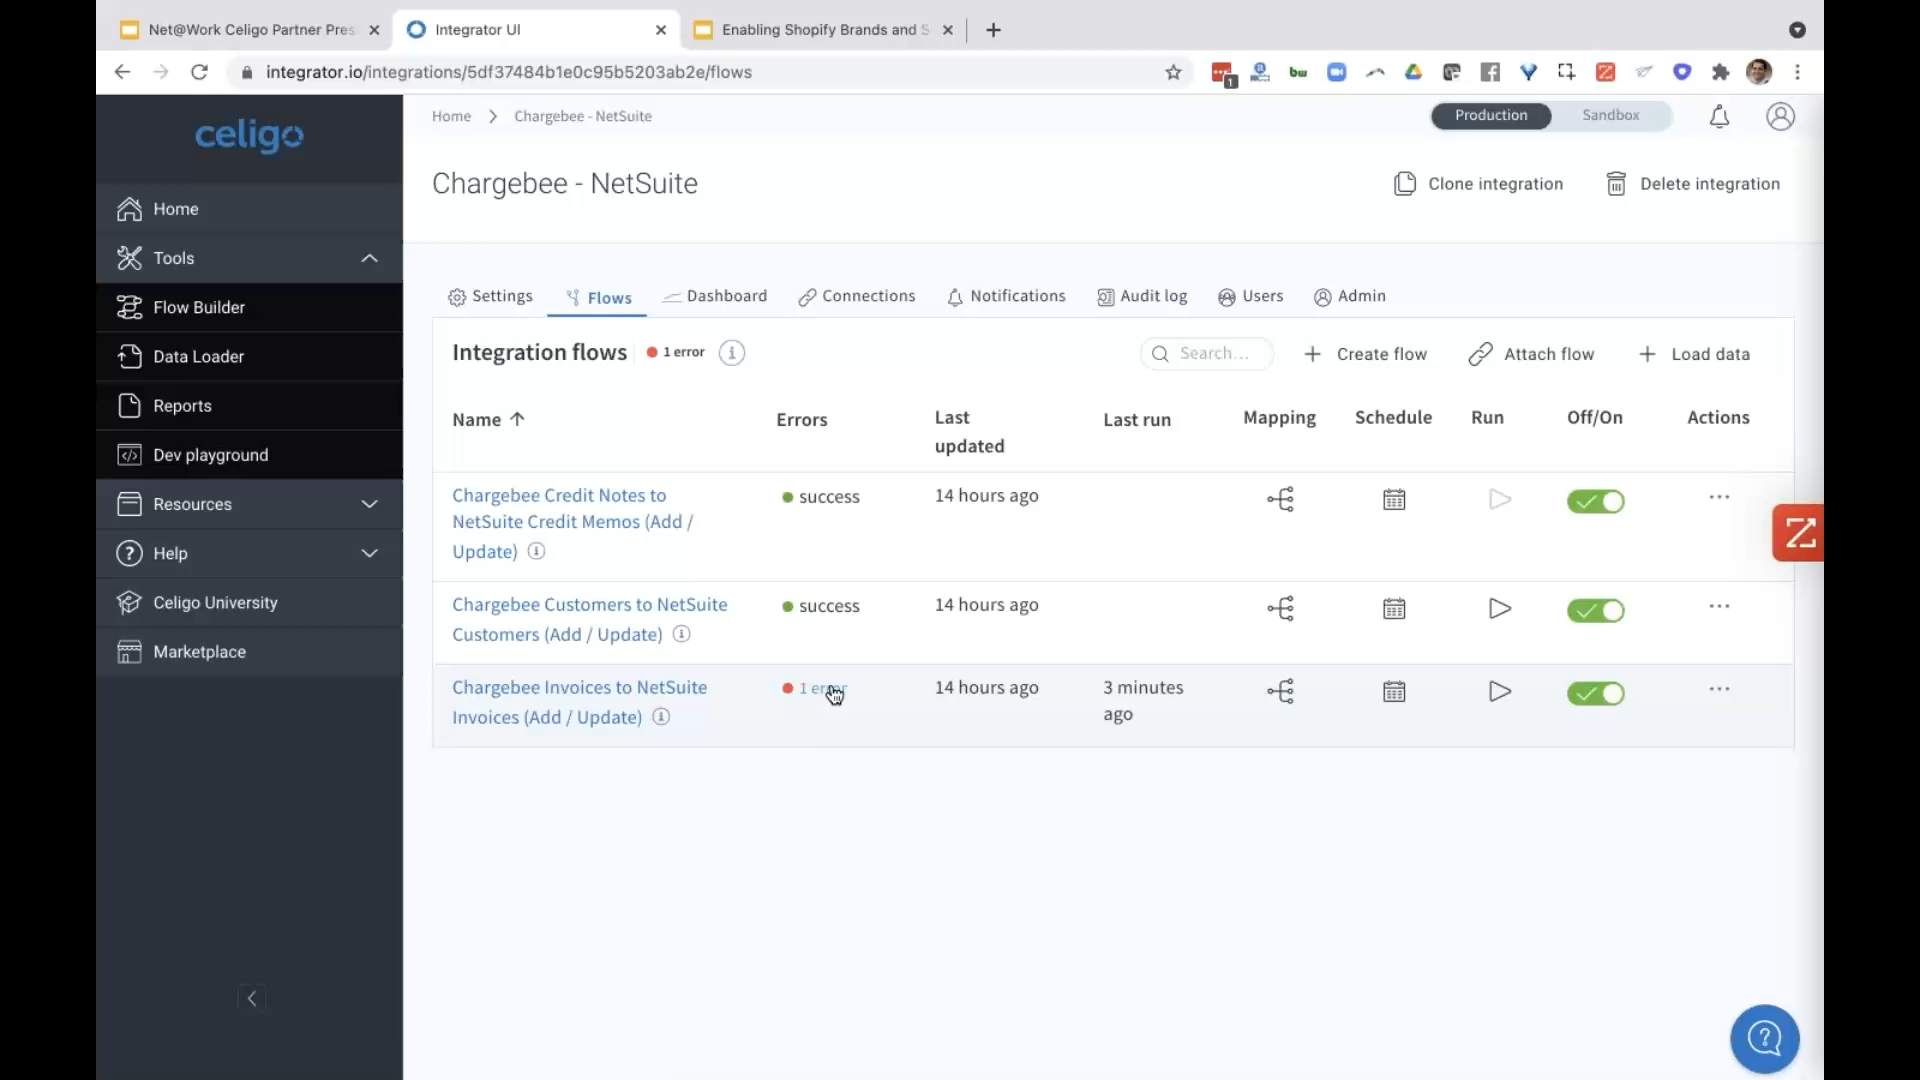 Net@Work Celigo Partner Pres
Integrator UI
Enabling Shopify Brands and S
integrator.io/integrations/5df37484b1e0c95b5203ab2e/flows
1
bw
celigo
Home
Tools
Flow Builder
Data Loader
Reports
Dev playground
Resources
Help
Celigo University
Marketplace
Home
Chargebee - NetSuite
Production
Sandbox
Chargebee - NetSuite
Clone integration
Delete integration
Settings
Flows
Dashboard
Connections
Notifications
Audit log
Users
Admin
Integration flows
1 error
Search...
Create flow
Attach flow
Load data
Name
Errors
Last
updated
Last run
Mapping
Schedule
Run
Off/On
Actions
Chargebee Credit Notes to
NetSuite Credit Memos (Add /
Update)
success
14 hours ago
Chargebee Customers to NetSuite
Customers (Add / Update)
success
14 hours ago
Chargebee Invoices to NetSuite
Invoices (Add / Update)
1 error
14 hours ago
3 minutes
ago